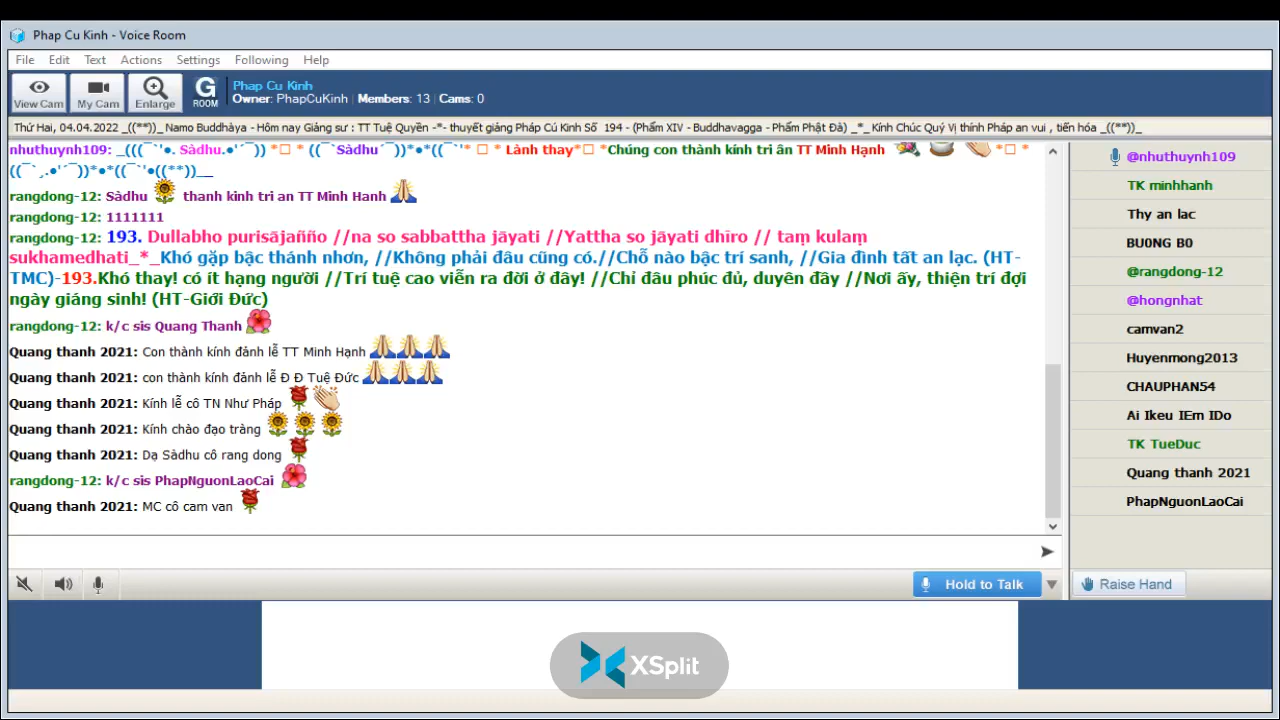 Phap Cu Kinh - Voice Room
File Edit Text Actions Settings Following Help
View Cam My Cam Enlarge G ROOM
Phap Cu Kinh
Owner: PhapCuKinh | Members: 13 | Cams: 0
Thứ Hai, 04.04.2022 _((**))_ Namo Buddhàya - Hôm nay Giảng sư : TT Tuệ Quyền -*- thuyết giảng Pháp Cú Kinh Số 194 - (Phẩm XIV - Buddhavagga - Phẩm Phật Đà) _*_ Kính Chúc Quý Vị thính Pháp an vui , tiến hóa _((**))_
nhuthuynh109: _(((¯`'•. Sàdhu.•'´¯)) *□ * ((¯`Sàdhu´¯))*•*((¯`'* □ * Lành thay*□ *Chúng con thành kính tri ân TT Minh Hạnh *□ *
((¯`¸.•'´¯))*•*((¯`'•((**))__
rangdong-12: Sàdhu thanh kinh tri an TT Minh Hanh
rangdong-12: 1111111
rangdong-12: 193. Dullabho purisājañño //na so sabbattha jāyati //Yattha so jāyati dhīro // taṃ kulaṃ
sukhamedhati_*_Khó gặp bậc thánh nhơn, //Không phải đâu cũng có.//Chỗ nào bậc trí sanh, //Gia đình tất an lạc. (HT-
TMC)-193.Khó thay! có ít hạng người //Trí tuệ cao viễn ra đời ở đây! //Chỉ đâu phúc đủ, duyên đầy //Nơi ấy, thiện trí đợi
ngày giáng sinh! (HT-Giới Đức)
rangdong-12: k/c sis Quang Thanh
Quang thanh 2021: Con thành kính đảnh lễ TT Minh Hạnh
Quang thanh 2021: con thành kính đảnh lễ Đ Đ Tuệ Đức
Quang thanh 2021: Kính lễ cô TN Như Pháp
Quang thanh 2021: Kính chào đạo tràng
Quang thanh 2021: Dạ Sàdhu cô rang dong
rangdong-12: k/c sis PhapNguonLaoCai
Quang thanh 2021: MC cô cam van
@nhuthuynh109
TK minhhanh
Thy an lac
BU0NG B0
@rangdong-12
@hongnhat
camvan2
Huyenmong2013
CHAUPHAN54
Ai lkeu IEm IDo
TK TueDuc
Quang thanh 2021
PhapNguonLaoCai
Hold to Talk
Raise Hand
XSplit